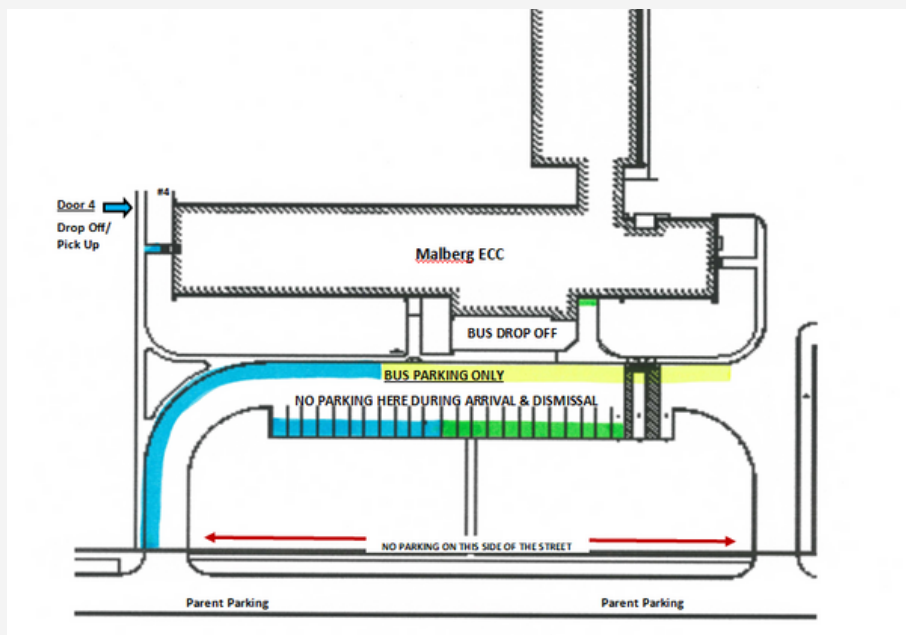 #4
Door 4
Drop Off/
Pick Up
Malberg ECC
BUS DROP OFF
BUS PARKING ONLY
NO PARKING HERE DURING ARRIVAL & DISMISSAL
NO PARKING ON THIS SIDE OF THE STREET
Parent Parking
Parent Parking